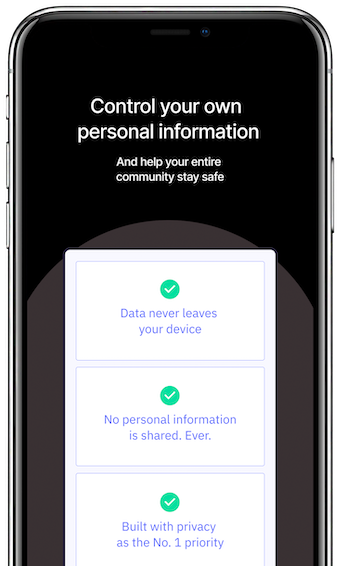 Control your own
personal information
And help your entire
community stay safe
Data never leaves
your device
No personal information
is shared. Ever.
Built with privacy
as the No. 1 priority